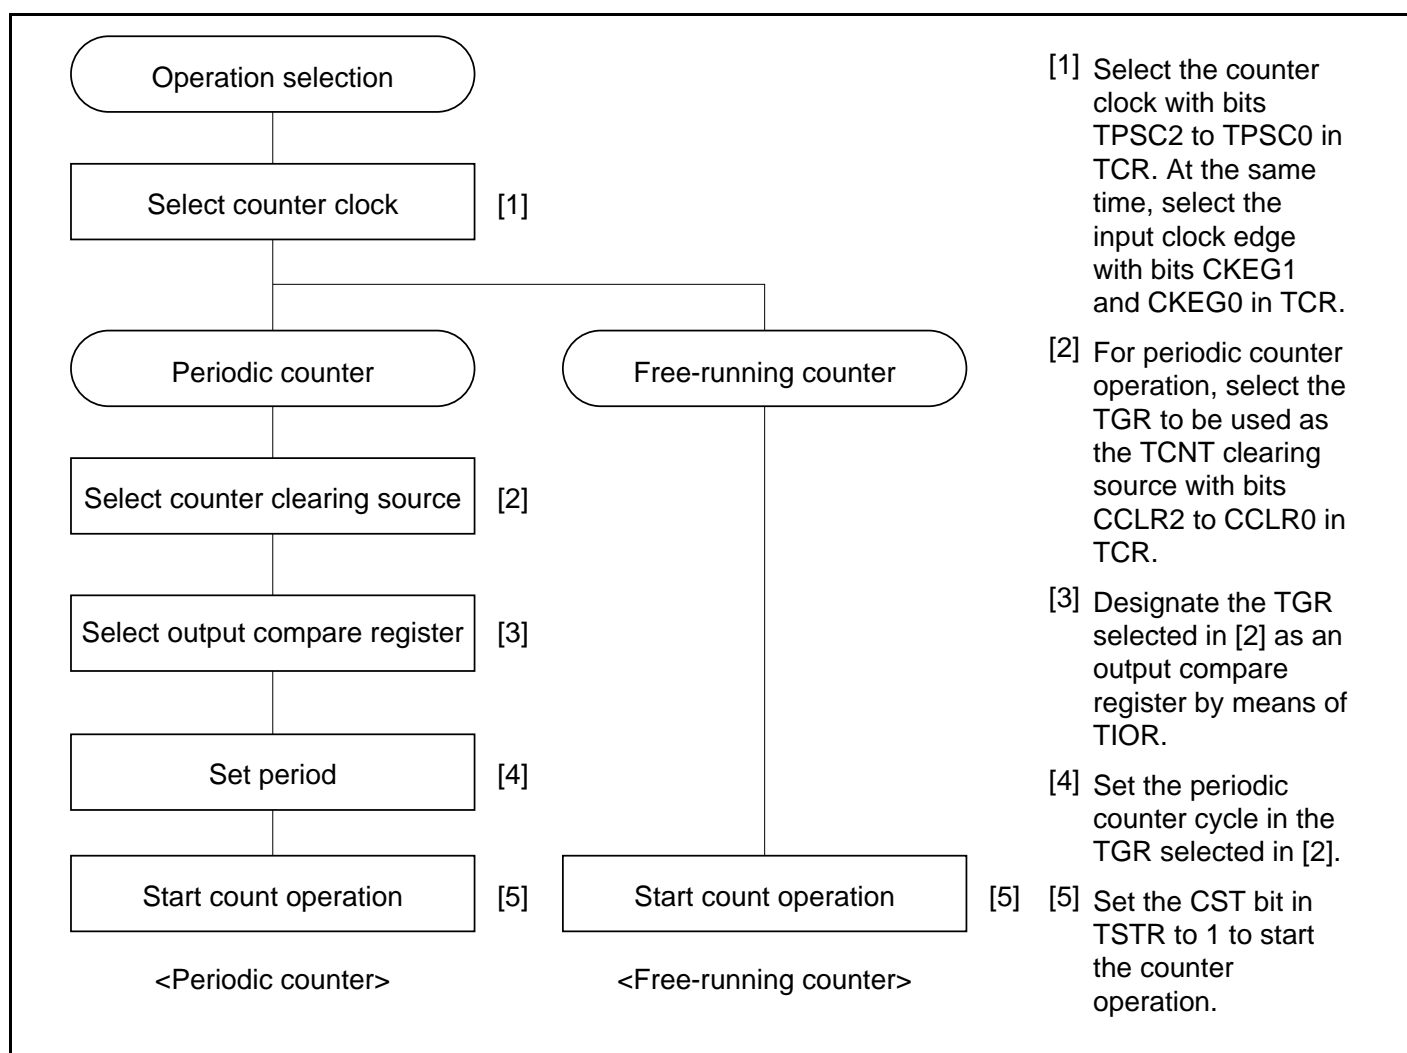 Operation selection
Select counter clock
[1]
Periodic counter
Free-running counter
Select counter clearing source
[2]
Select output compare register
[3]
Set period
[4]
Start count operation
[5]
Start count operation
[5]
<Periodic counter>
<Free-running counter>
[1] Select the counter
clock with bits
TPSC2 to TPSC0 in
TCR. At the same
time, select the
input clock edge
with bits CKEG1
and CKEG0 in TCR.
[2] For periodic counter
operation, select the
TGR to be used as
the TCNT clearing
source with bits
CCLR2 to CCLR0 in
TCR.
[3] Designate the TGR
selected in [2] as an
output compare
register by means of
TIOR.
[4] Set the periodic
counter cycle in the
TGR selected in [2].
[5] Set the CST bit in
TSTR to 1 to start
the counter
operation.